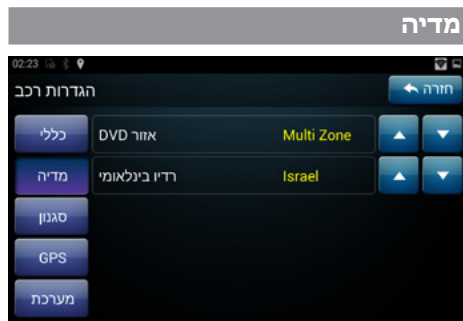 מדיה
02:23
הגדרות רכב
חזרה
כללי
אזור DVD
Multi Zone
מדיה
רדיו בינלאומי
Israel
סגנון
GPS
מערכת